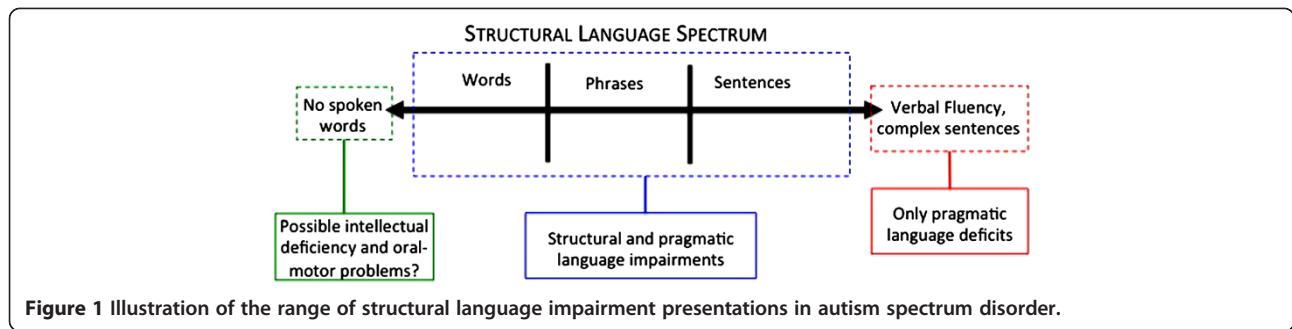 STRUCTURAL LANGUAGE SPECTRUM
Words
Phrases
Sentences
No spoken
words
Verbal Fluency,
complex sentences
Possible intellectual
deficiency and oral-
motor problems?
Structural and pragmatic
language impairments
Only pragmatic
language deficits
Figure 1 Illustration of the range of structural language impairment presentations in autism spectrum disorder.